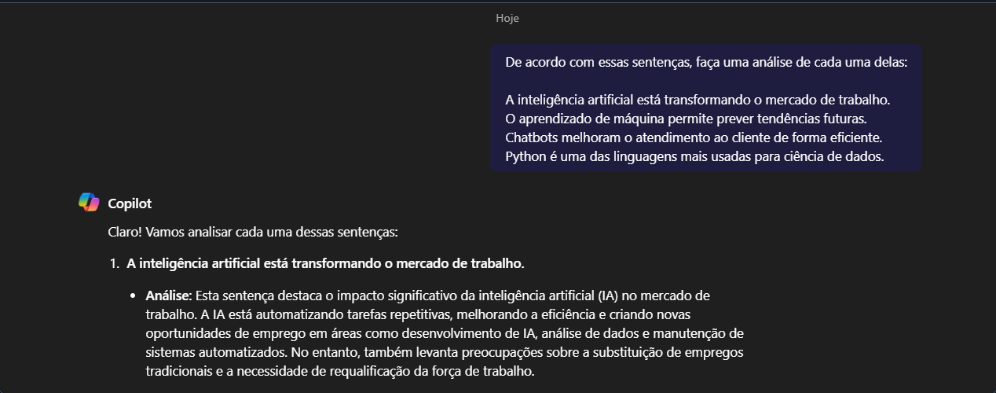 Hoje
De acordo com essas sentenças, faça uma análise de cada uma delas:
A inteligência artificial está transformando o mercado de trabalho.
O aprendizado de máquina permite prever tendências futuras.
Chatbots melhoram o atendimento ao cliente de forma eficiente.
Python é uma das linguagens mais usadas para ciência de dados.
Copilot
Claro! Vamos analisar cada uma dessas sentenças:
1. A inteligência artificial está transformando o mercado de trabalho.
• Análise: Esta sentença destaca o impacto significativo da inteligência artificial (IA) no mercado de
trabalho. A IA está automatizando tarefas repetitivas, melhorando a eficiência e criando novas
oportunidades de emprego em áreas como desenvolvimento de IA, análise de dados e manutenção de
sistemas automatizados. No entanto, também levanta preocupações sobre a substituição de empregos
tradicionais e a necessidade de requalificação da força de trabalho.